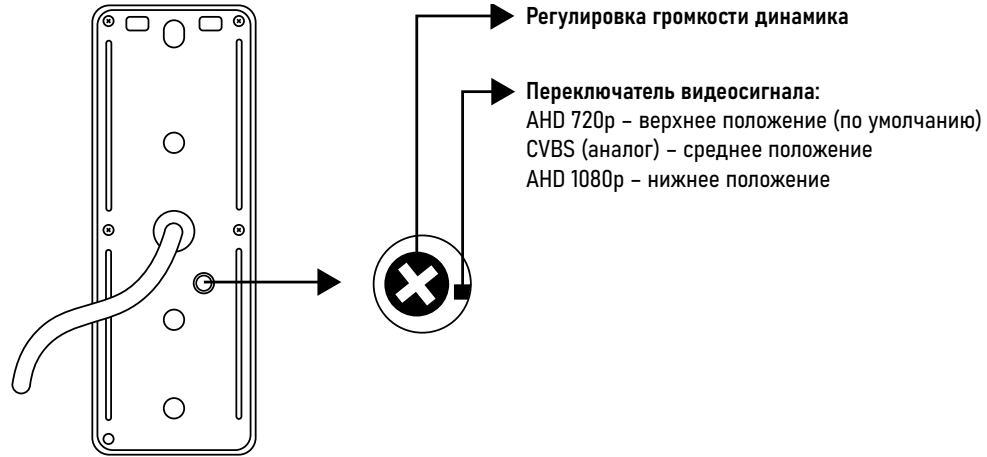 Регулировка громкости динамика
Переключатель видеосигнала:
AHD 720p – верхнее положение (по умолчанию)
CVBS (аналог) – среднее положение
AHD 1080p – нижнее положение